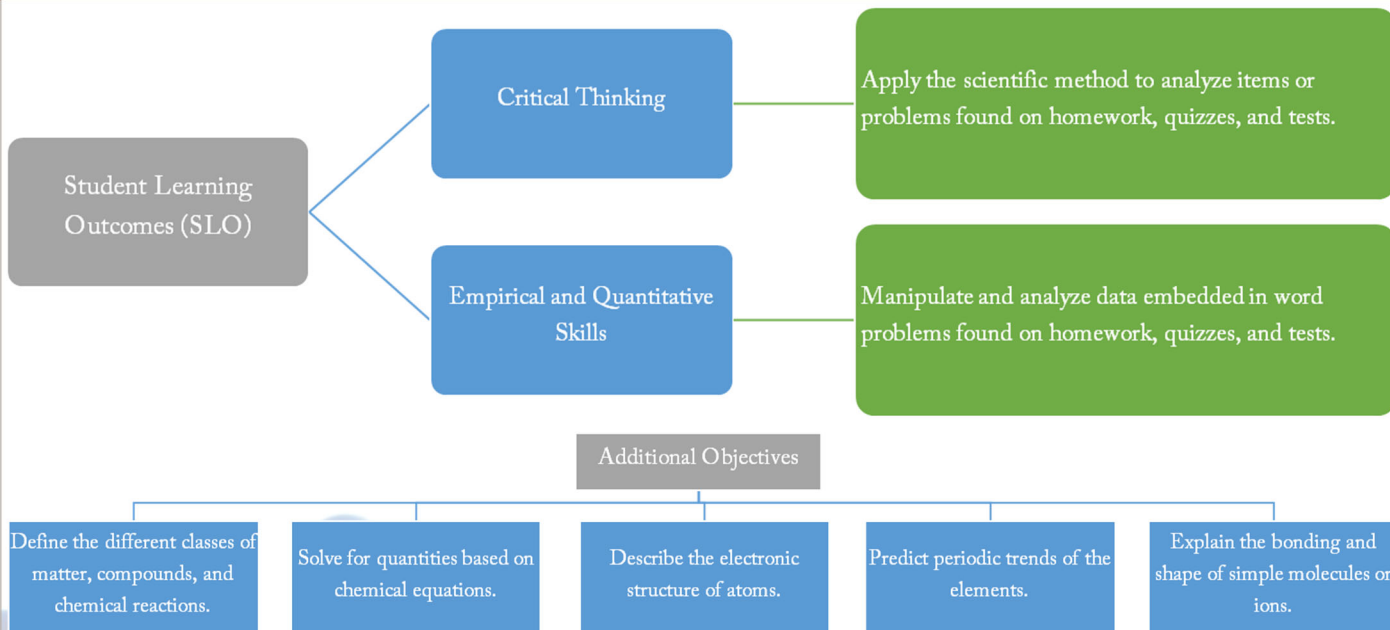 Student Learning
Outcomes (SLO)
Critical Thinking
Apply the scientific method to analyze items or
problems found on homework, quizzes, and tests.
Empirical and Quantitative
Skills
Manipulate and analyze data embedded in word
problems found on homework, quizzes, and tests.
Additional Objectives
Define the different classes of
matter, compounds, and
chemical reactions.
Solve for quantities based on
chemical equations.
Describe the electronic
structure of atoms.
Predict periodic trends of the
elements.
Explain the bonding and
shape of simple molecules or
ions.